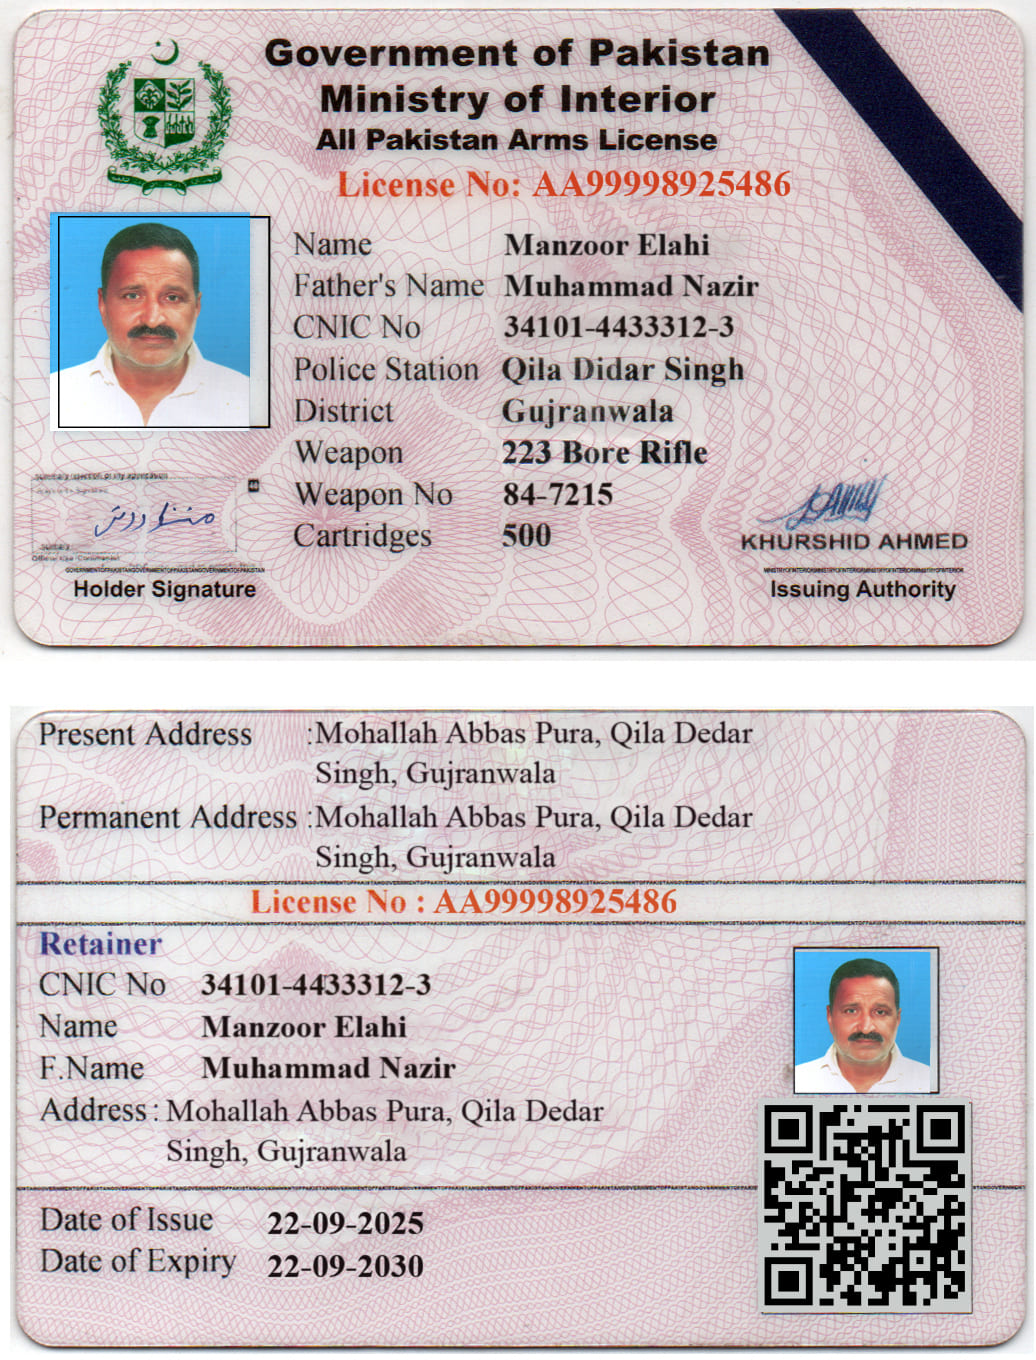 Government of Pakistan
Ministry of Interior
All Pakistan Arms License
License No: AA99998925486
Name Manzoor Elahi
Father's Name Muhammad Nazir
CNIC No 34101-4433312-3
Police Station Qila Didar Singh
District Gujranwala
Weapon 223 Bore Rifle
Weapon No 84-7215
Cartridges 500
KHURSHID AHMED
Holder Signature
Issuing Authority
Present Address :Mohallah Abbas Pura, Qila Dedar
Singh, Gujranwala
Permanent Address :Mohallah Abbas Pura, Qila Dedar
Singh, Gujranwala
License No : AA99998925486
Retainer
CNIC No 34101-4433312-3
Name Manzoor Elahi
F.Name Muhammad Nazir
Address: Mohallah Abbas Pura, Qila Dedar
Singh, Gujranwala
Date of Issue 22-09-2025
Date of Expiry 22-09-2030